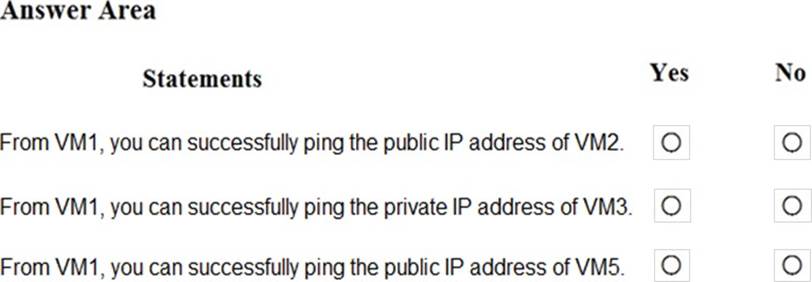 Answer Area
Statements Yes No
From VM1, you can successfully ping the public IP address of VM2.
From VM1, you can successfully ping the private IP address of VM3.
From VM1, you can successfully ping the public IP address of VM5.